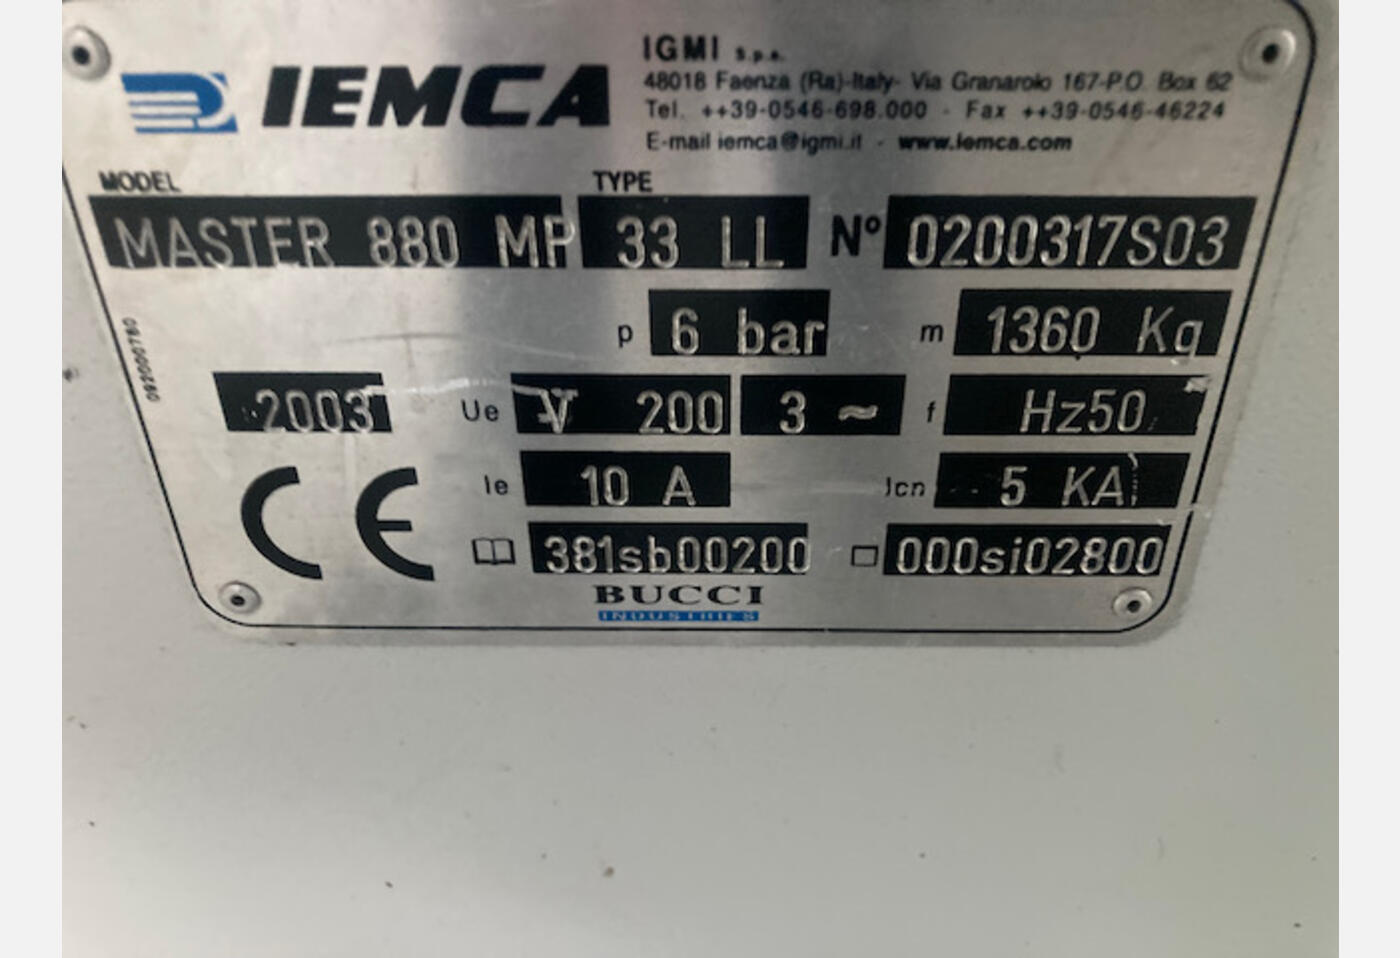 IEMCA
IGMI s.p.a.
48018 Faenza (Ra)-Italy- Via Granarolo 167-P.O. Box 62
Tel. ++39-0546-698.000 - Fax ++39-0546-46224
E-mail iemca@igmi.it - www.iemca.com
MODEL TYPE
MASTER 880 MP 33 LL N° 0200317S03
p 6 bar m 1360 Kg
2003 Ue V 200 3 ~ f Hz50
Ie 10 A Icn 5 KA
CE 381sb00200 000si02800
BUCCI
INDUSTRIES